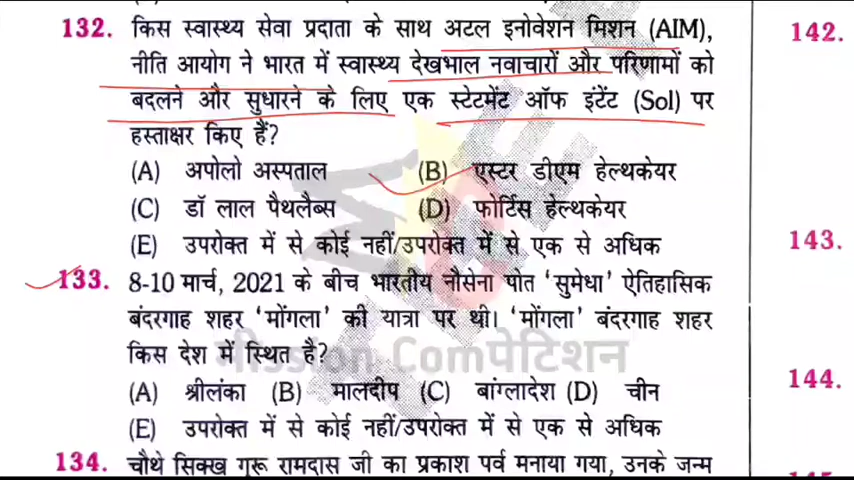 132. किस स्वास्थ्य सेवा प्रदाता के साथ अटल इनोवेशन मिशन (AIM),
नीति आयोग ने भारत में स्वास्थ्य देखभाल नवाचारों और परिणामों को
बदलने और सुधारने के लिए एक स्टेटमेंट ऑफ इंटेंट (SoI) पर
हस्ताक्षर किए हैं?
(A) अपोलो अस्पताल (B) एस्टर डीएम हेल्थकेयर
(C) डॉ लाल पैथलैब्स (D) फोर्टिस हेल्थकेयर
(E) उपरोक्त में से कोई नहीं/उपरोक्त में से एक से अधिक
133. 8-10 मार्च, 2021 के बीच भारतीय नौसेना पोत 'सुमेधा' ऐतिहासिक
बंदरगाह शहर 'मोंगला' की यात्रा पर थी। 'मोंगला' बंदरगाह शहर
किस देश में स्थित है?
(A) श्रीलंका (B) मालदीप (C) बांग्लादेश (D) चीन
(E) उपरोक्त में से कोई नहीं/उपरोक्त में से एक से अधिक
134. चौथे सिक्ख गुरू रामदास जी का प्रकाश पर्व मनाया गया, उनके जन्म
142.
143.
144.
मीssion Comपेटिशन